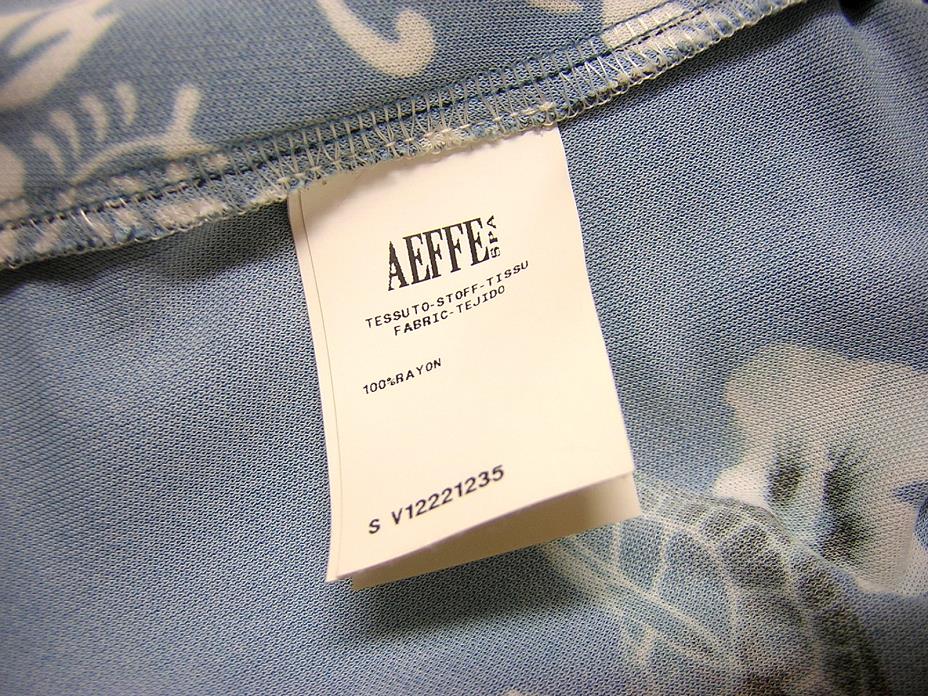 AEFFE SPA
TESSUTO-STOFF-TISSU
FABRIC-TEJIDO
100%RAYON
S V12221235